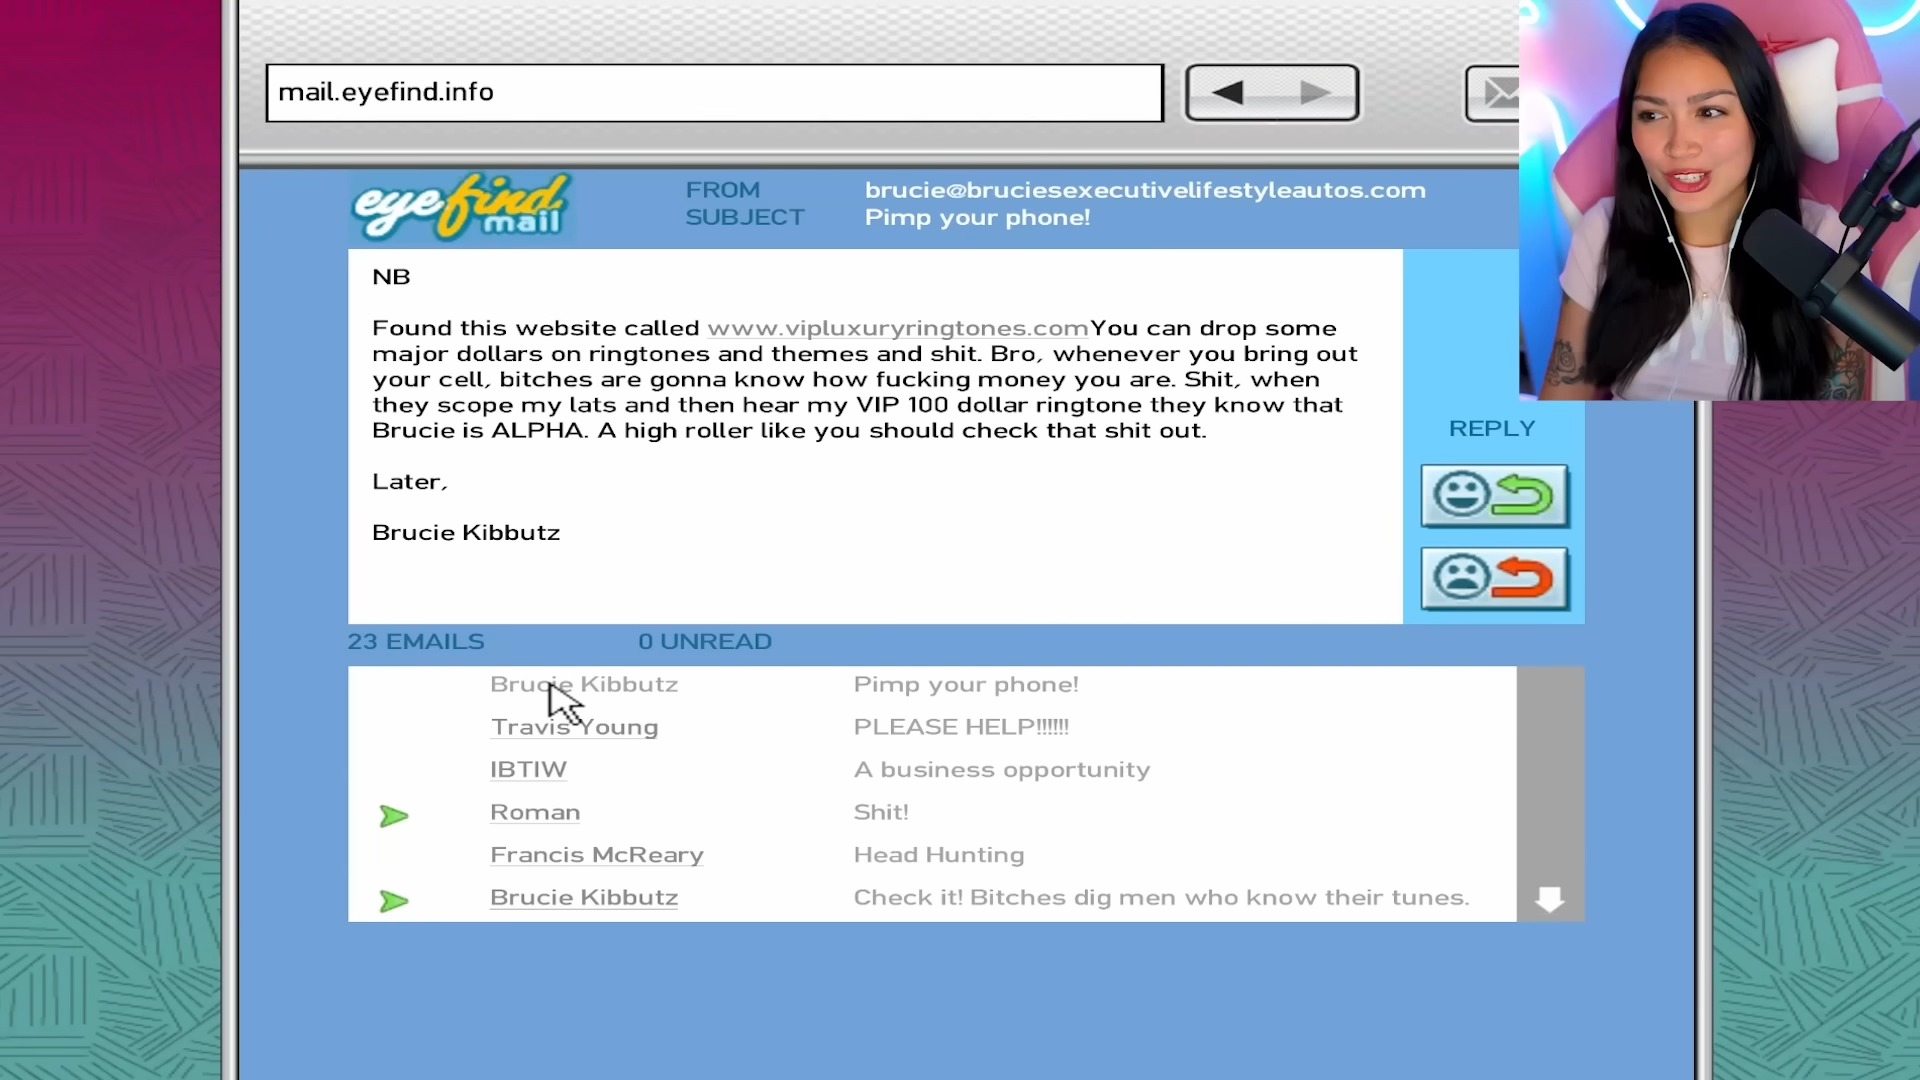 mail.eyefind.info
eyefind
mail
FROM brucie@bruciesexecutivelifestyleautos.com
SUBJECT Pimp your phone!
NB
Found this website called www.vipluxuryringtones.comYou can drop some
major dollars on ringtones and themes and shit. Bro, whenever you bring out
your cell, bitches are gonna know how fucking money you are. Shit, when
they scope my lats and then hear my VIP 100 dollar ringtone they know that
Brucie is ALPHA. A high roller like you should check that shit out.
Later,
Brucie Kibbutz
REPLY
23 EMAILS 0 UNREAD
Brucie Kibbutz Pimp your phone!
Travis Young PLEASE HELP!!!!!!
IBTIW A business opportunity
Roman Shit!
Francis McReary Head Hunting
Brucie Kibbutz Check it! Bitches dig men who know their tunes.